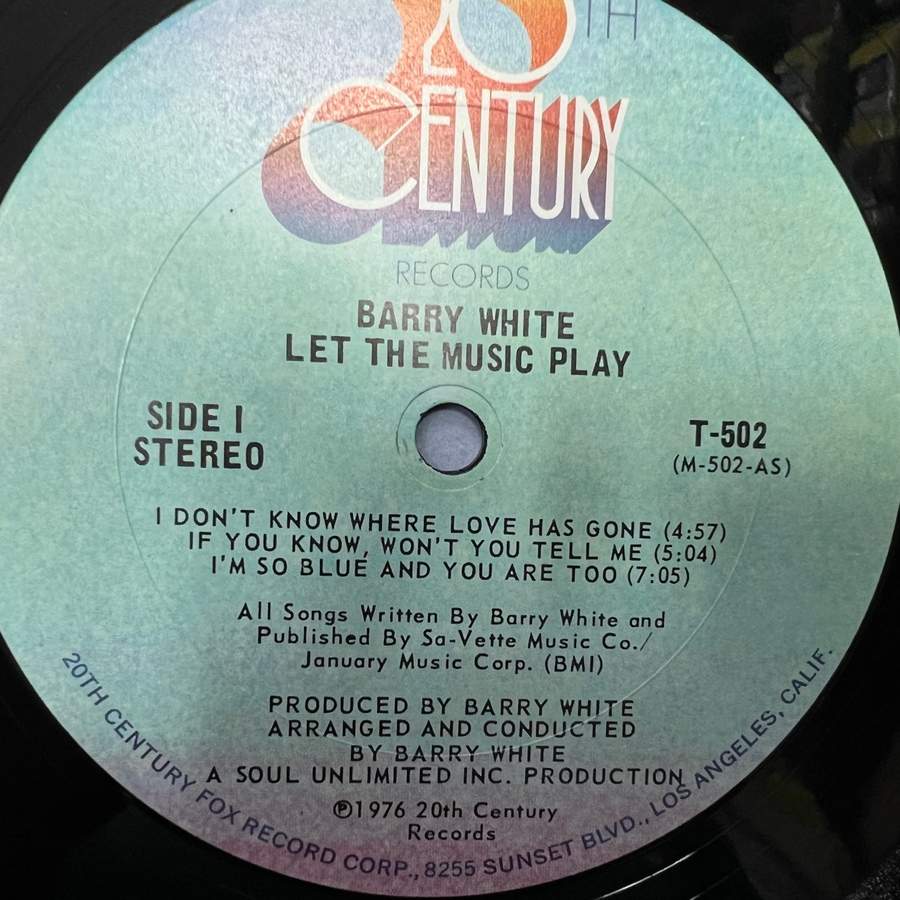 20TH
CENTURY
RECORDS
BARRY WHITE
LET THE MUSIC PLAY
SIDE 1
STEREO
T-502
(M-502-AS)
I DON'T KNOW WHERE LOVE HAS GONE (4:57)
IF YOU KNOW, WON'T YOU TELL ME (5:04)
I'M SO BLUE AND YOU ARE TOO (7:05)
All Songs Written By Barry White and
Published By Sa-Vette Music Co./
January Music Corp. (BMI)
PRODUCED BY BARRY WHITE
ARRANGED AND CONDUCTED
BY BARRY WHITE
A SOUL UNLIMITED INC. PRODUCTION
℗1976 20th Century
Records
20TH CENTURY FOX RECORD CORP., 8255 SUNSET BLVD., LOS ANGELES, CALIF.